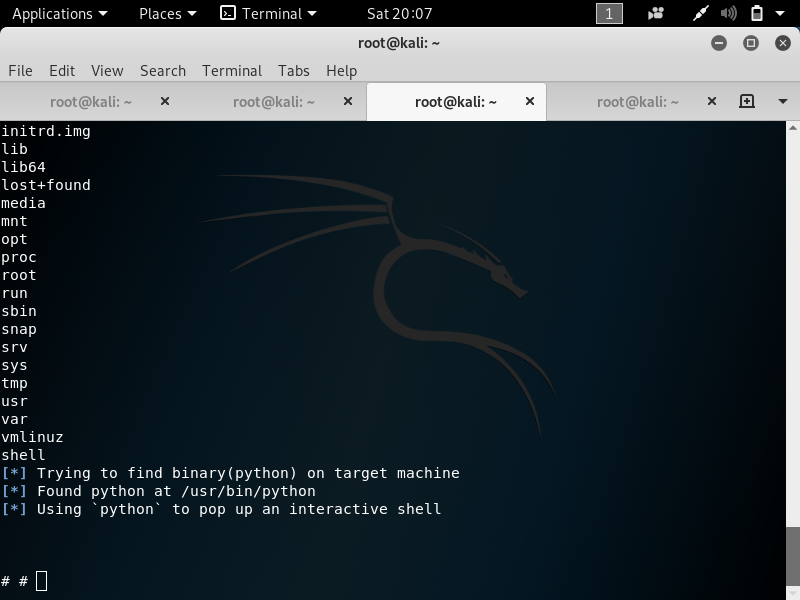 Applications Places Terminal Sat 20:07 1
root@kali: ~
File Edit View Search Terminal Tabs Help
root@kali: ~ root@kali: ~ root@kali: ~ root@kali: ~
initrd.img
lib
lib64
lost+found
media
mnt
opt
proc
root
run
sbin
snap
srv
sys
tmp
usr
var
vmlinuz
shell
[*] Trying to find binary(python) on target machine
[*] Found python at /usr/bin/python
[*] Using `python` to pop up an interactive shell
# #